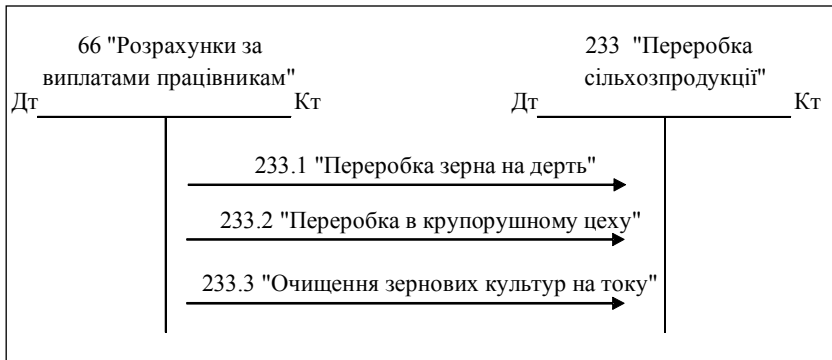 66 "Розрахунки за
виплатами працівникам"
233 "Переробка
сільхозпродукції"
Дт Кт
Дт Кт
233.1 "Переробка зерна на дерть"
233.2 "Переробка в крупорушному цеху"
233.3 "Очищення зернових культур на току"